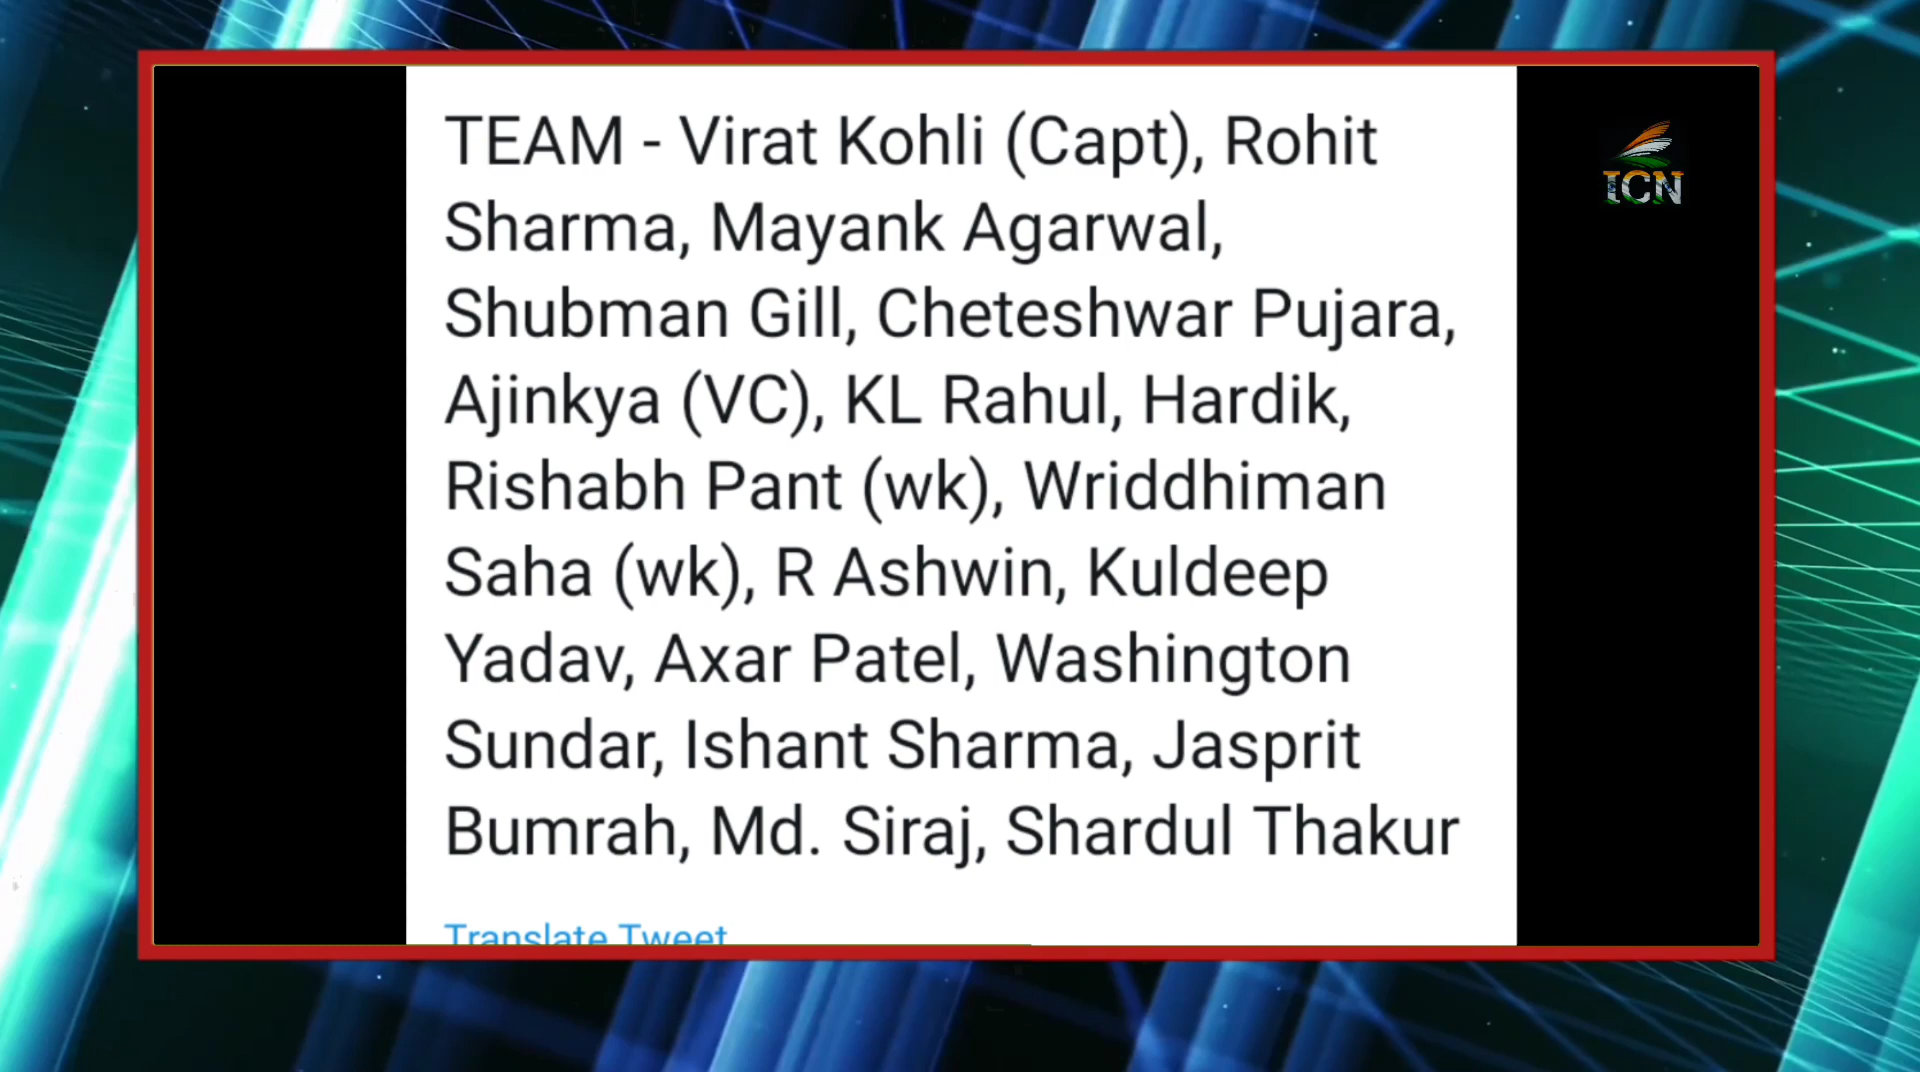 TEAM - Virat Kohli (Capt), Rohit
Sharma, Mayank Agarwal,
Shubman Gill, Cheteshwar Pujara,
Ajinkya (VC), KL Rahul, Hardik,
Rishabh Pant (wk), Wriddhiman
Saha (wk), R Ashwin, Kuldeep
Yadav, Axar Patel, Washington
Sundar, Ishant Sharma, Jasprit
Bumrah, Md. Siraj, Shardul Thakur
Translate Tweet
ICN